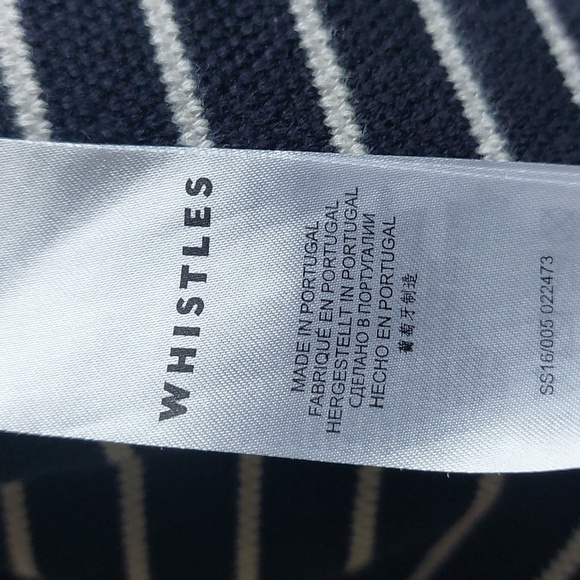 WHISTLES
MADE IN PORTUGAL
FABRIQUÉ EN PORTUGAL
HERGESTELLT IN PORTUGAL
СДЕЛАНО В ПОРТУГАЛИИ
HECHO EN PORTUGAL
葡萄牙制造
SS16/005 022473